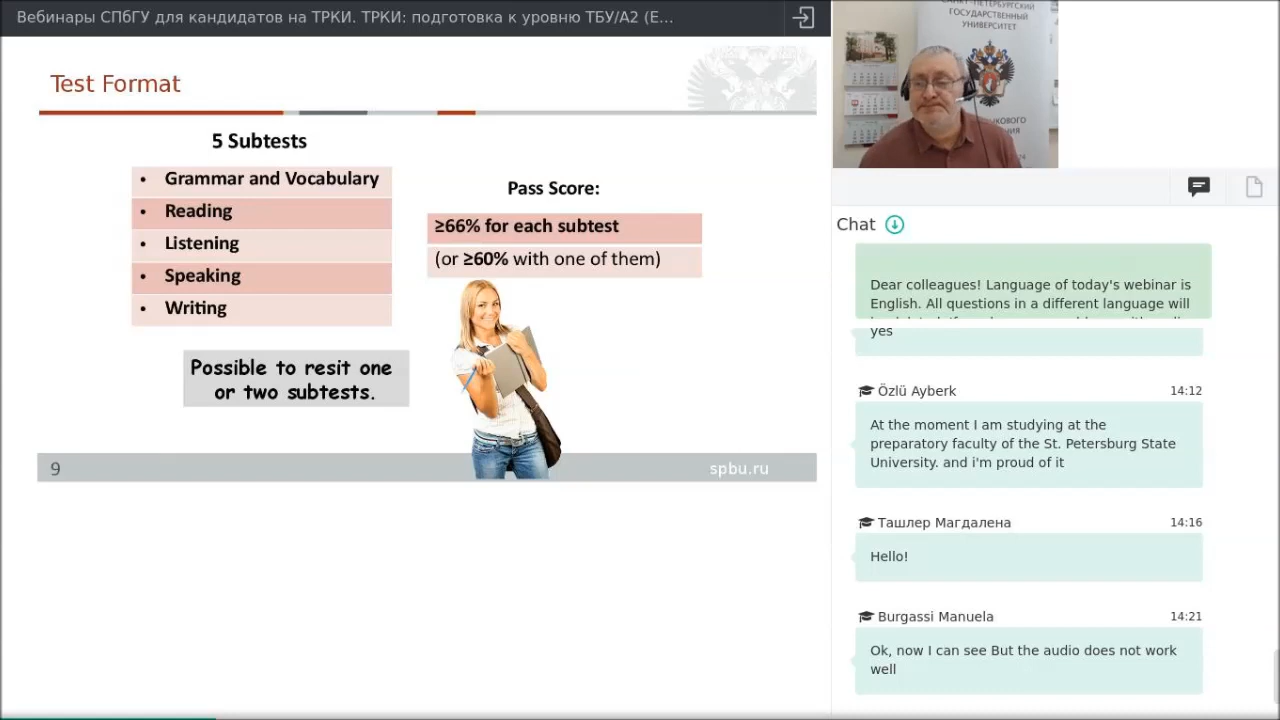 Вебинары СПбГУ для кандидатов на ТРКИ. ТРКИ: подготовка к уровню ТБУ/А2 (E...
Test Format
5 Subtests
• Grammar and Vocabulary
• Reading
• Listening
• Speaking
• Writing
Pass Score:
≥66% for each subtest
(or ≥60% with one of them)
Possible to resit one
or two subtests.
9
spbu.ru
ГОСУДАРСТВЕННЫЙ
УНИВЕРСИТЕТ
Chat
Dear colleagues! Language of today's webinar is
English. All questions in a different language will
yes
Özlü Ayberk 14:12
At the moment I am studying at the
preparatory faculty of the St. Petersburg State
University. and i'm proud of it
Ташлер Магдалена 14:16
Hello!
Burgassi Manuela 14:21
Ok, now I can see But the audio does not work
well